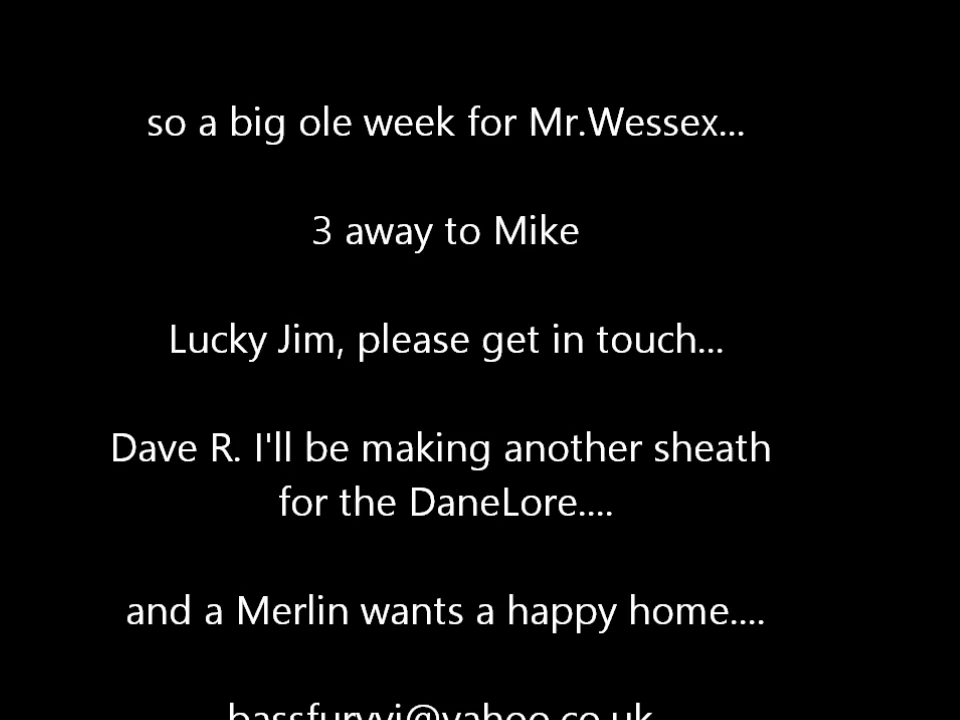 so a big ole week for Mr.Wessex...
3 away to Mike
Lucky Jim, please get in touch...
Dave R. I'll be making another sheath
for the DaneLore....
and a Merlin wants a happy home....